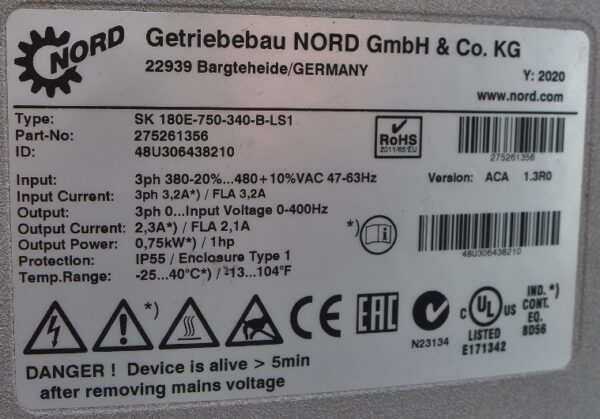 NORD
Getriebebau NORD GmbH & Co. KG
22939 Bargteheide/GERMANY
Y: 2020
www.nord.com
Type: SK 180E-750-340-B-LS1
Part-No: 275261356
ID: 48U306438210
RoHS
2011/65 EU
275261356
Input: 3ph 380-20%...480+10%VAC 47-63Hz
Version: ACA 1.3R0
Input Current: 3ph 3,2A*) / FLA 3,2A
Output: 3ph 0...Input Voltage 0-400Hz
Output Current: 2,3A*) / FLA 2,1A
Output Power: 0,75kW*) / 1hp
Protection: IP55 / Enclosure Type 1
Temp.Range: -25...40°C*) / -13...104°F
*) i
48U306438210
*)
CE
EAC
N23134
C UL US
LISTED
E171342
IND. *)
CONT.
EQ.
8D56
DANGER ! Device is alive > 5min
after removing mains voltage